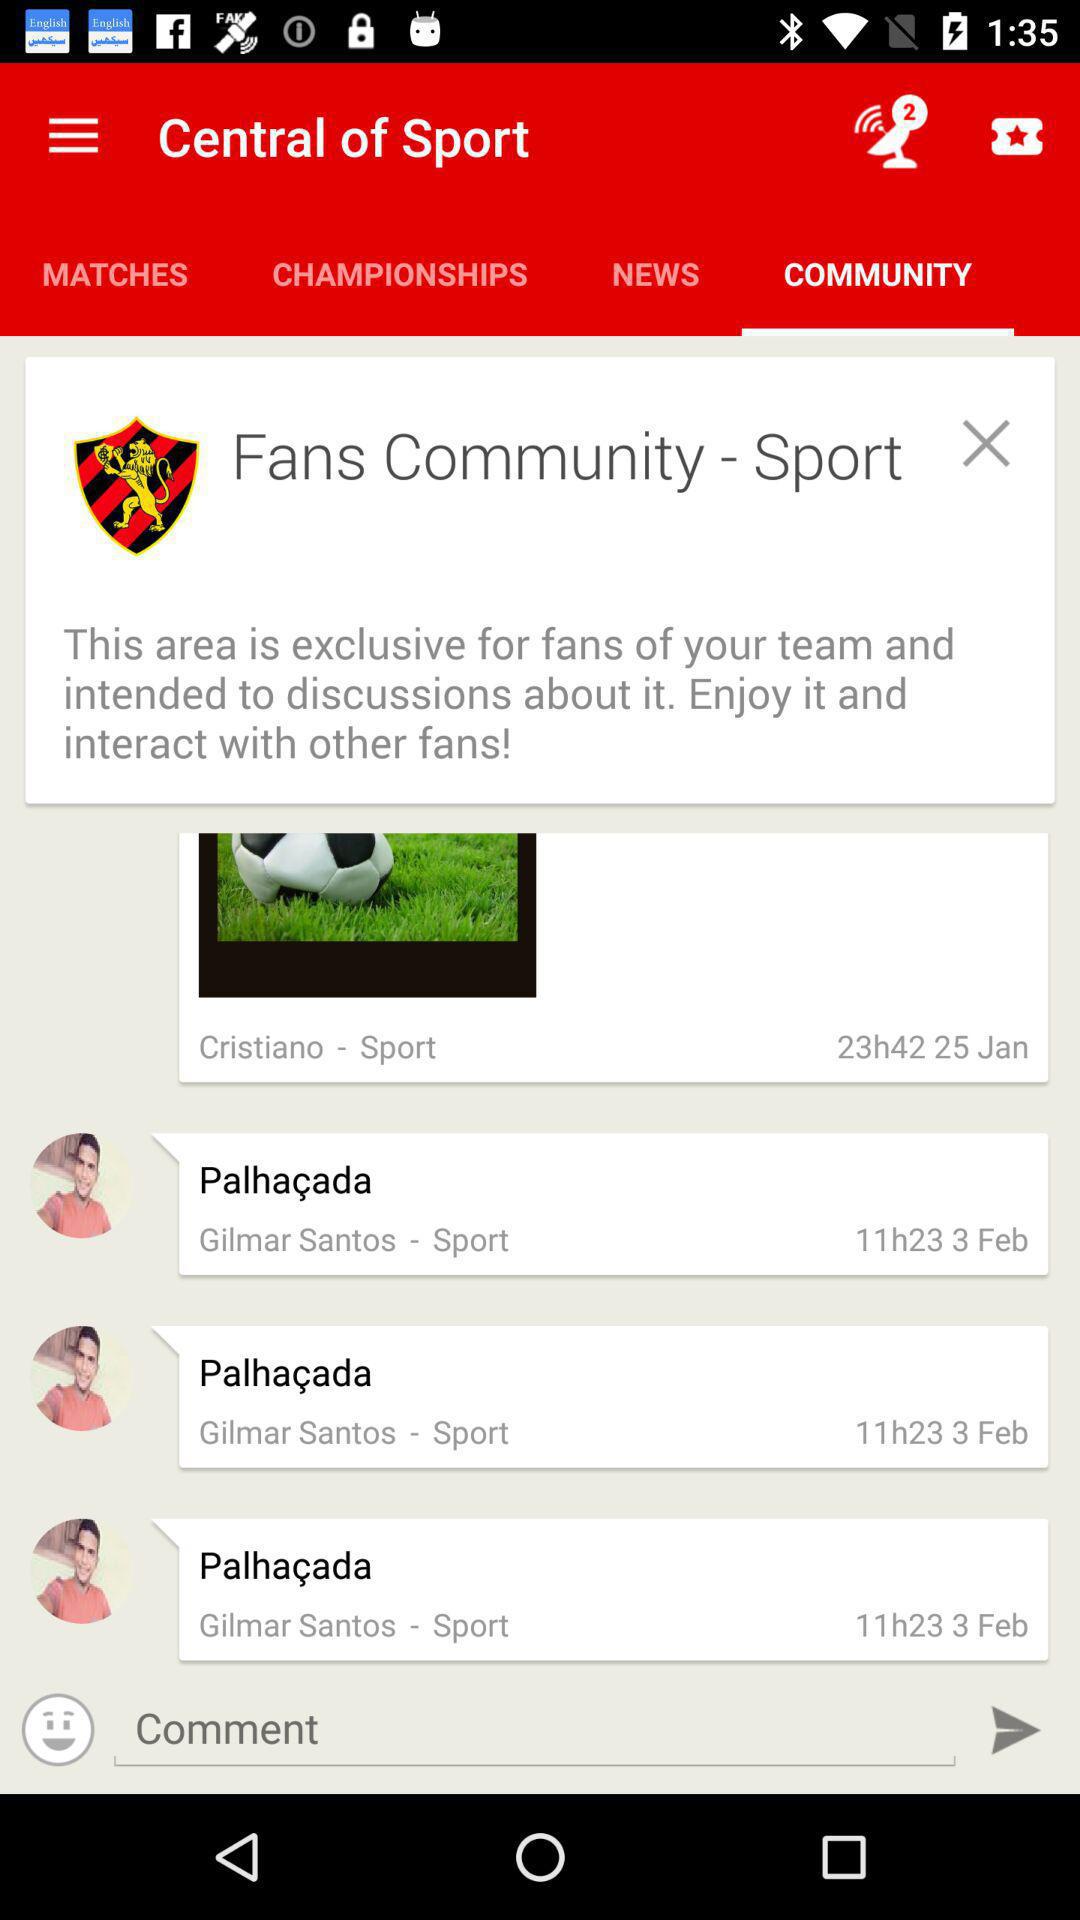 English
سیکھیں
English
سیکھیں
FAKE
1:35
Central of Sport
2
MATCHES
CHAMPIONSHIPS
NEWS
COMMUNITY
Fans Community - Sport
This area is exclusive for fans of your team and
intended to discussions about it. Enjoy it and
interact with other fans!
Cristiano - Sport
23h42 25 Jan
Palhaçada
Gilmar Santos - Sport
11h23 3 Feb
Palhaçada
Gilmar Santos - Sport
11h23 3 Feb
Palhaçada
Gilmar Santos - Sport
11h23 3 Feb
Comment